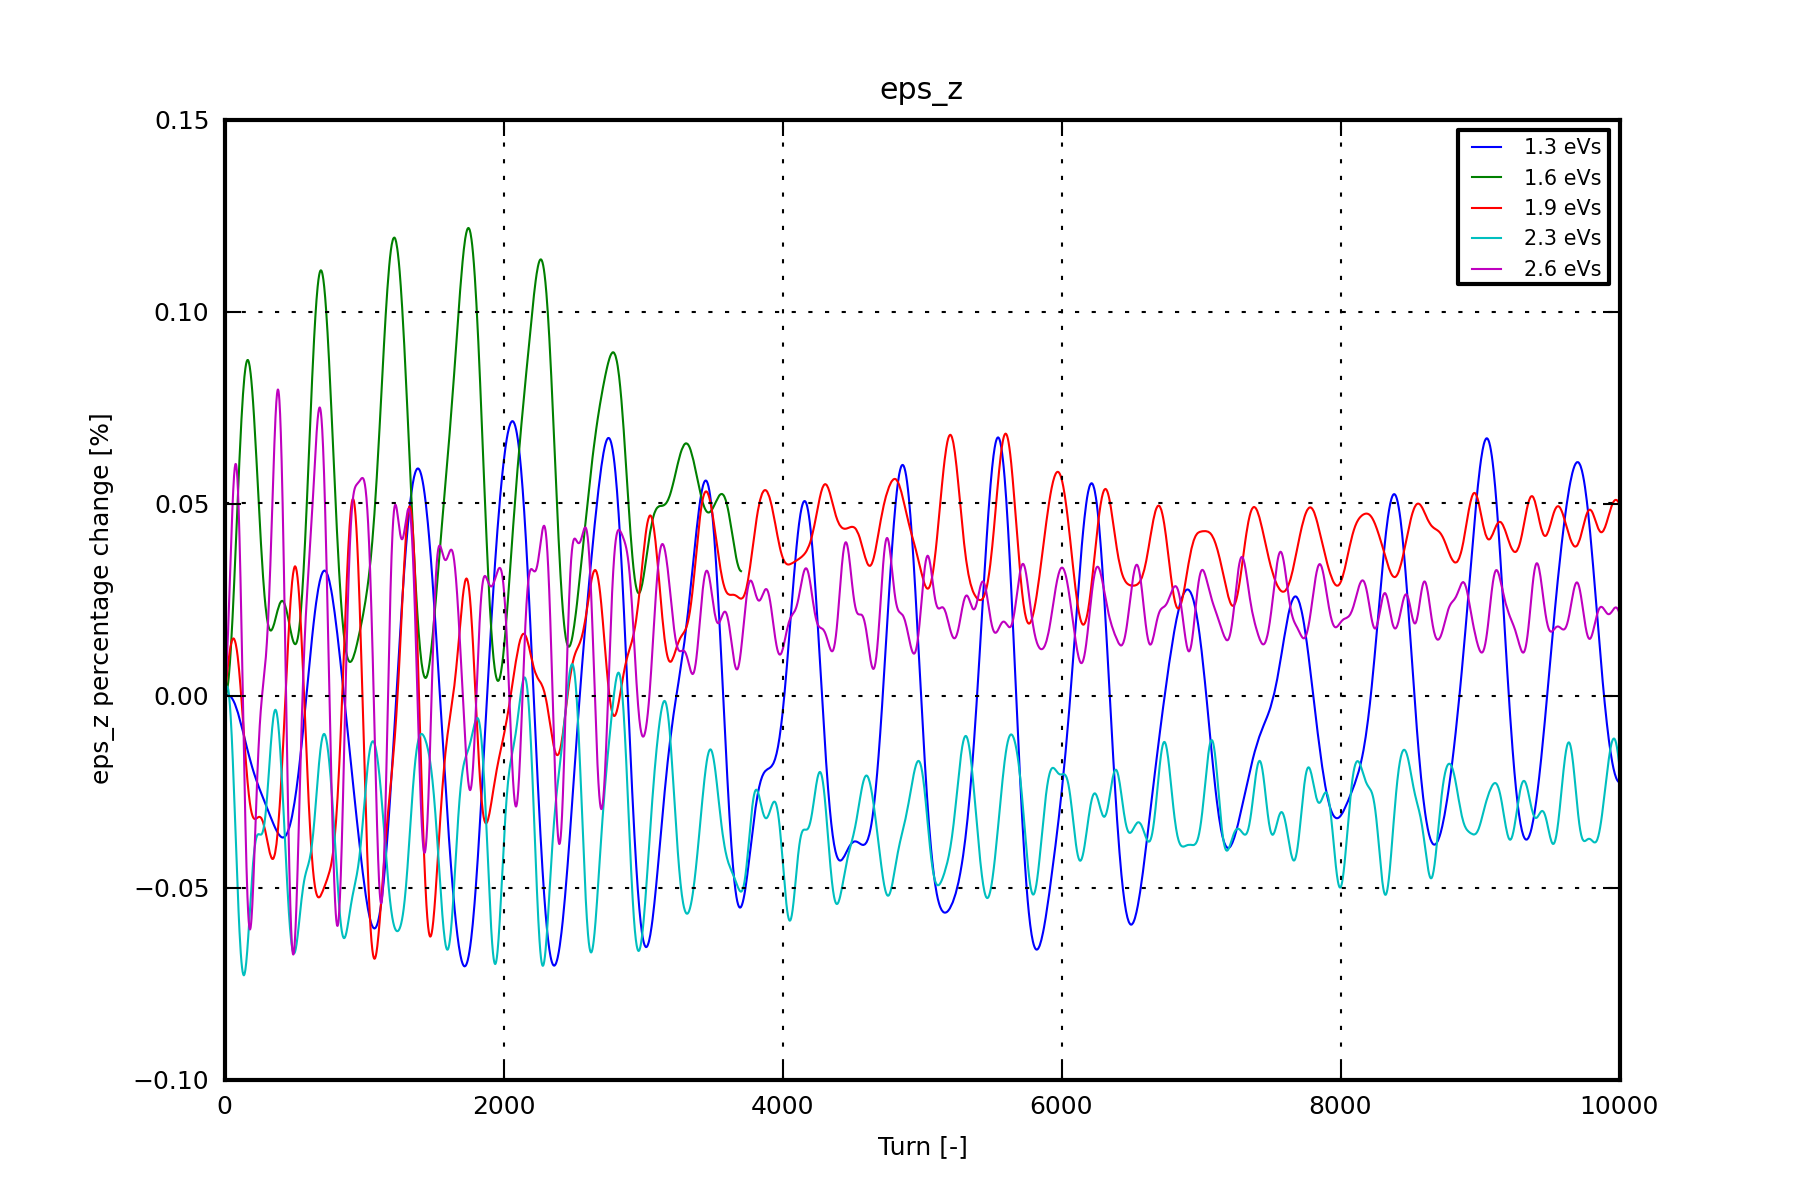 eps_z
0.15
0.10
0.05
0.00
−0.05
−0.10
eps_z percentage change [%]
1.3 eVs
1.6 eVs
1.9 eVs
2.3 eVs
2.6 eVs
0 2000 4000 6000 8000 10000
Turn [-]